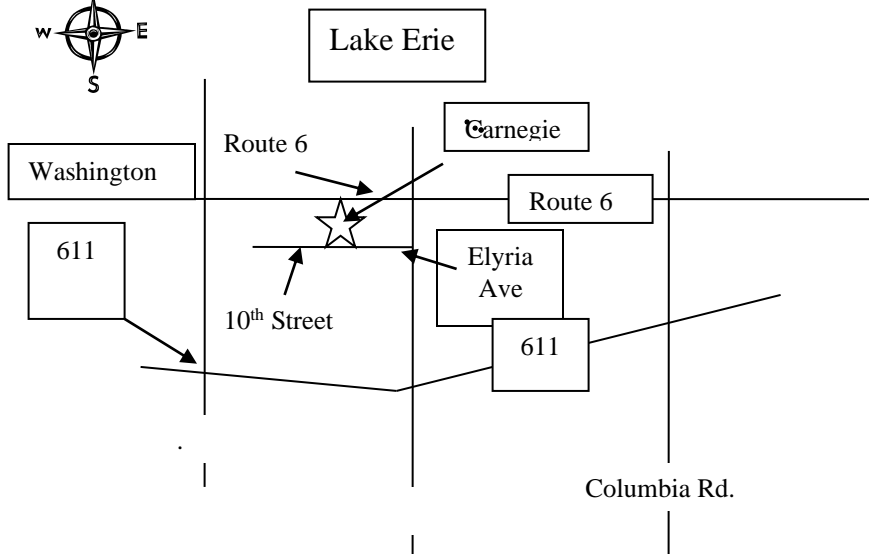 W
E
S
Lake Erie
Carnegie
Route 6
Washington
Route 6
611
Elyria
Ave
10th Street
611
Columbia Rd.